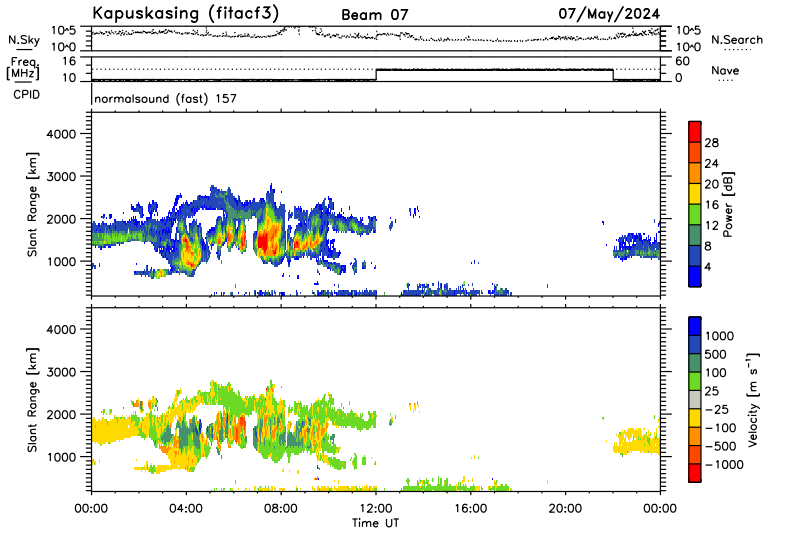 Kapuskasing (fitacf3) Beam 07 07/May/2024
N.Sky 10^5 10^0 10^5 10^0 N.Search
Freq. [MHz] 16 10 60 0 Nave
CPID normalsound (fast) 157
Slant Range [km]
4000
3000
2000
1000
28
24
20
16
12
8
4
Power [dB]
Slant Range [km]
4000
3000
2000
1000
1000
500
100
25
−25
−100
−500
−1000
Velocity [m s⁻¹]
00:00 04:00 08:00 12:00 16:00 20:00 00:00
Time UT